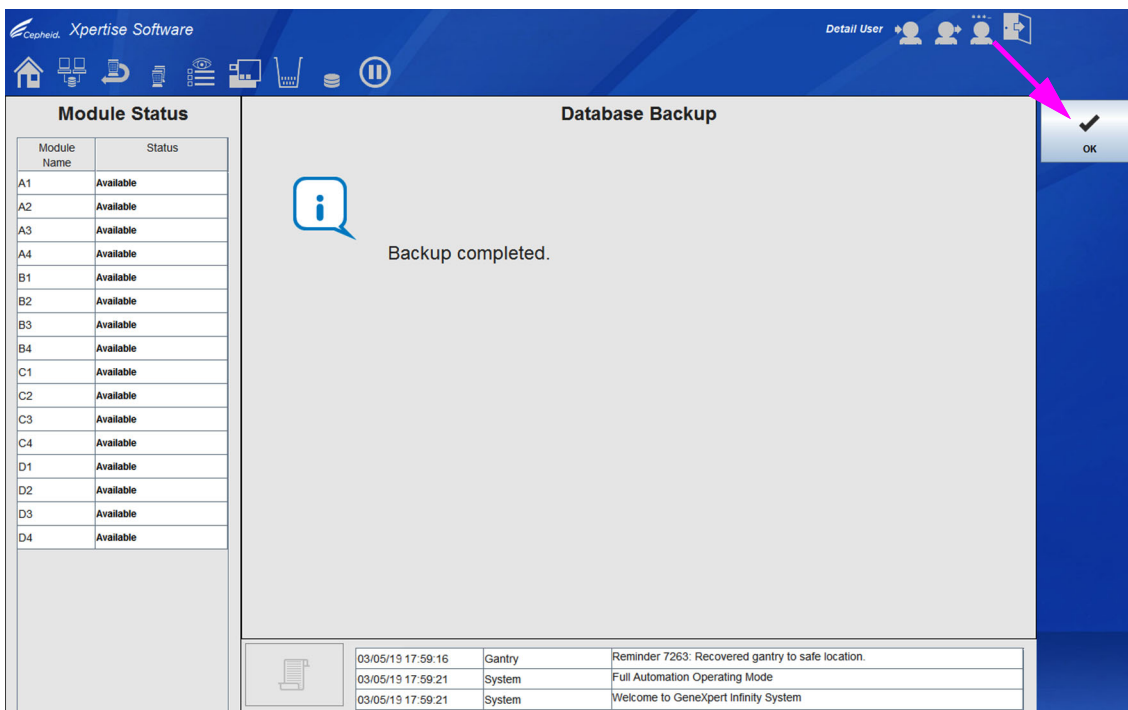 Cepheid. Xpertise Software
Detail User
Module Status
Database Backup
OK
Module Name Status
A1 Available
A2 Available
A3 Available
A4 Available
B1 Available
B2 Available
B3 Available
B4 Available
C1 Available
C2 Available
C3 Available
C4 Available
D1 Available
D2 Available
D3 Available
D4 Available
Backup completed.
03/05/19 17:59:16 Gantry Reminder 7263: Recovered gantry to safe location.
03/05/19 17:59:21 System Full Automation Operating Mode
03/05/19 17:59:21 System Welcome to GeneXpert Infinity System